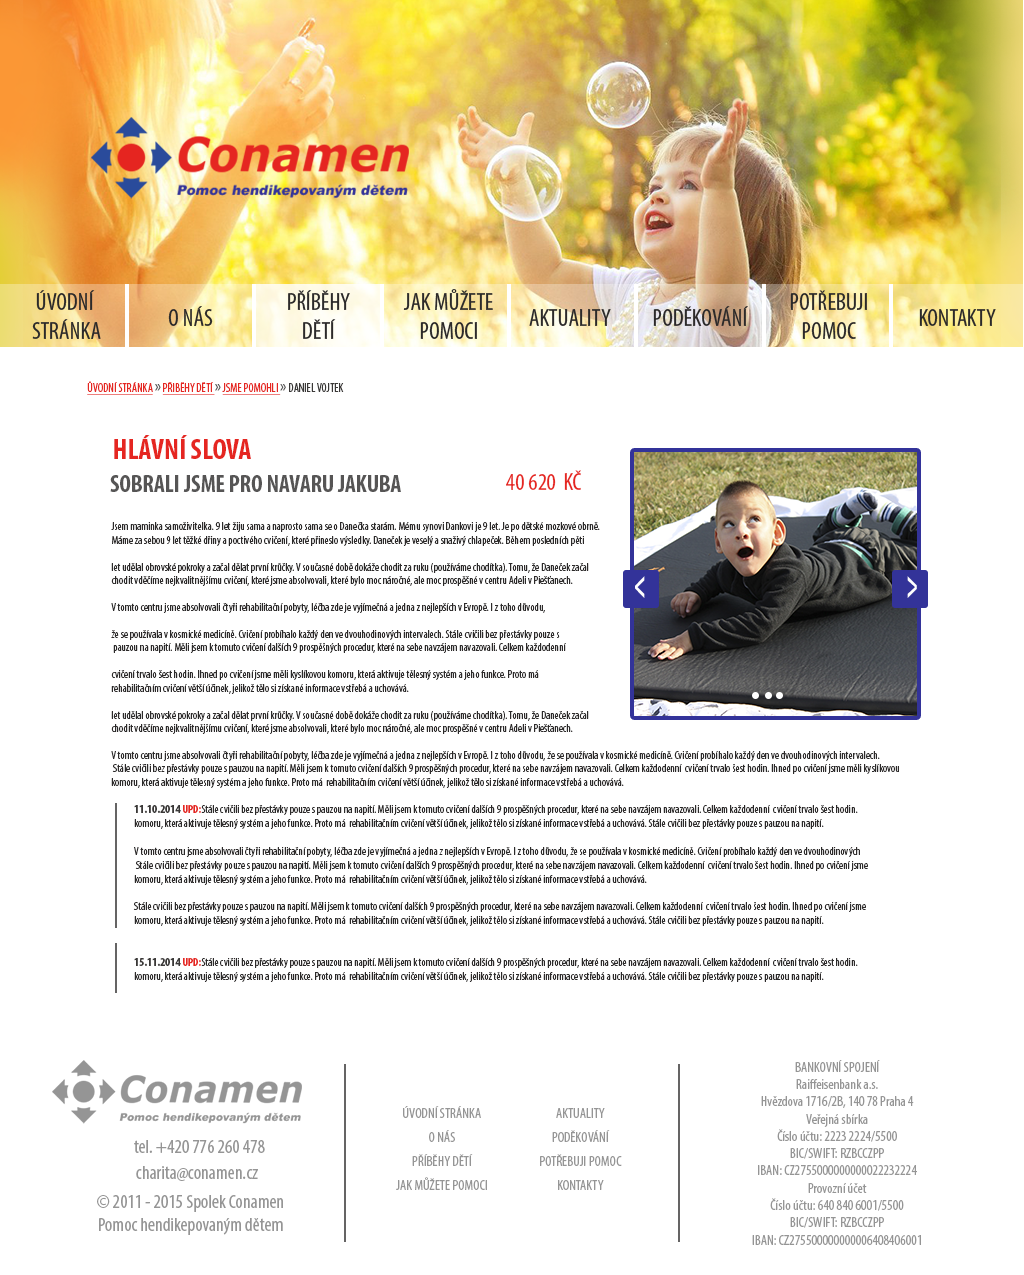 Conamen
Pomoc hendikepovaným dětem
ÚVODNÍ
STRÁNKA
O NÁS
PŘÍBĚHY
DĚTÍ
JAK MŮŽETE
POMOCI
AKTUALITY
PODĚKOVÁNÍ
POTŘEBUJI
POMOC
KONTAKTY
ÚVODNÍ STRÁNKA » PŘIBĚHY DĚTÍ » JSME POMOHLI » DANIEL VOJTEK
HLÁVNÍ SLOVA
SOBRALI JSME PRO NAVARU JAKUBA
40 620 KČ
Jsem maminka samoživitelka. 9 let žiju sama a naprosto sama se o Danečka starám. Mému synovi Dankovi je 9 let. Je po dětské mozkové obrně.
Máme za sebou 9 let těžké dřiny a poctivého cvičení, které přineslo výsledky. Daneček je veselý a snaživý chlapeček. Během posledních pěti
let udělal obrovské pokroky a začal dělat první krůčky. V současné době dokáže chodit za ruku (používáme chodítka). Tomu, že Daneček začal
chodit vděčíme nejkvalitnějšímu cvičení, které jsme absolvovali, které bylo moc náročné, ale moc prospěšné v centru Adeli v Piešťanech.
V tomto centru jsme absolvovali čtyři rehabilitační pobyty, léčba zde je vyjímečná a jedna z nejlepších v Evropě. I z toho důvodu,
že se používala v kosmické medicíně. Cvičení probíhalo každý den ve dvouhodinových intervalech. Stále cvičili bez přestávky pouze s
pauzou na napití. Měli jsem k tomuto cvičení dalších 9 prospěšných procedur, které na sebe navzájem navazovali. Celkem každodenní
cvičení trvalo šest hodin. Ihned po cvičení jsme měli kyslíkovou komoru, která aktivuje tělesný systém a jeho funkce. Proto má
rehabilitačním cvičení větší účinek, jelikož tělo si získané informace vstřebá a uchovává.
let udělal obrovské pokroky a začal dělat první krůčky. V současné době dokáže chodit za ruku (používáme chodítka). Tomu, že Daneček začal
chodit vděčíme nejkvalitnějšímu cvičení, které jsme absolvovali, které bylo moc náročné, ale moc prospěšné v centru Adeli v Piešťanech.
V tomto centru jsme absolvovali čtyři rehabilitační pobyty, léčba zde je vyjímečná a jedna z nejlepších v Evropě. I z toho důvodu, že se používala v kosmické medicíně. Cvičení probíhalo každý den ve dvouhodinových intervalech.
Stále cvičili bez přestávky pouze s pauzou na napití. Měli jsem k tomuto cvičení dalších 9 prospěšných procedur, které na sebe navzájem navazovali. Celkem každodenní cvičení trvalo šest hodin. Ihned po cvičení jsme měli kyslíkovou
komoru, která aktivuje tělesný systém a jeho funkce. Proto má rehabilitačním cvičení větší účinek, jelikož tělo si získané informace vstřebá a uchovává.
11.10.2014 UPD:Stále cvičili bez přestávky pouze s pauzou na napití. Měli jsem k tomuto cvičení dalších 9 prospěšných procedur, které na sebe navzájem navazovali. Celkem každodenní cvičení trvalo šest hodin.
komoru, která aktivuje tělesný systém a jeho funkce. Proto má rehabilitačním cvičení větší účinek, jelikož tělo si získané informace vstřebá a uchovává. Stále cvičili bez přestávky pouze s pauzou na napití.
V tomto centru jsme absolvovali čtyři rehabilitační pobyty, léčba zde je vyjímečná a jedna z nejlepších v Evropě. I z toho důvodu, že se používala v kosmické medicíně. Cvičení probíhalo každý den ve dvouhodinových
Stále cvičili bez přestávky pouze s pauzou na napití. Měli jsem k tomuto cvičení dalších 9 prospěšných procedur, které na sebe navzájem navazovali. Celkem každodenní cvičení trvalo šest hodin. Ihned po cvičení jsme
komoru, která aktivuje tělesný systém a jeho funkce. Proto má rehabilitačním cvičení větší účinek, jelikož tělo si získané informace vstřebá a uchovává.
Stále cvičili bez přestávky pouze s pauzou na napití. Měli jsem k tomuto cvičení dalších 9 prospěšných procedur, které na sebe navzájem navazovali. Celkem každodenní cvičení trvalo šest hodin. Ihned po cvičení jsme
komoru, která aktivuje tělesný systém a jeho funkce. Proto má rehabilitačním cvičení větší účinek, jelikož tělo si získané informace vstřebá a uchovává. Stále cvičili bez přestávky pouze s pauzou na napití.
15.11.2014 UPD:Stále cvičili bez přestávky pouze s pauzou na napití. Měli jsem k tomuto cvičení dalších 9 prospěšných procedur, které na sebe navzájem navazovali. Celkem každodenní cvičení trvalo šest hodin.
komoru, která aktivuje tělesný systém a jeho funkce. Proto má rehabilitačním cvičení větší účinek, jelikož tělo si získané informace vstřebá a uchovává. Stále cvičili bez přestávky pouze s pauzou na napití.
Conamen
Pomoc hendikepovaným dětem
tel. +420 776 260 478
charita@conamen.cz
© 2011 - 2015 Spolek Conamen
Pomoc hendikepovaným dětem
ÚVODNÍ STRÁNKA
O NÁS
PŘÍBĚHY DĚTÍ
JAK MŮŽETE POMOCI
AKTUALITY
PODĚKOVÁNÍ
POTŘEBUJI POMOC
KONTAKTY
BANKOVNÍ SPOJENÍ
Raiffeisenbank a.s.
Hvězdova 1716/2B, 140 78 Praha 4
Veřejná sbírka
Číslo účtu: 2223 2224/5500
BIC/SWIFT: RZBCCZPP
IBAN: CZ2755000000000022232224
Provozní účet
Číslo účtu: 640 840 6001/5500
BIC/SWIFT: RZBCCZPP
IBAN: CZ275500000000006408406001